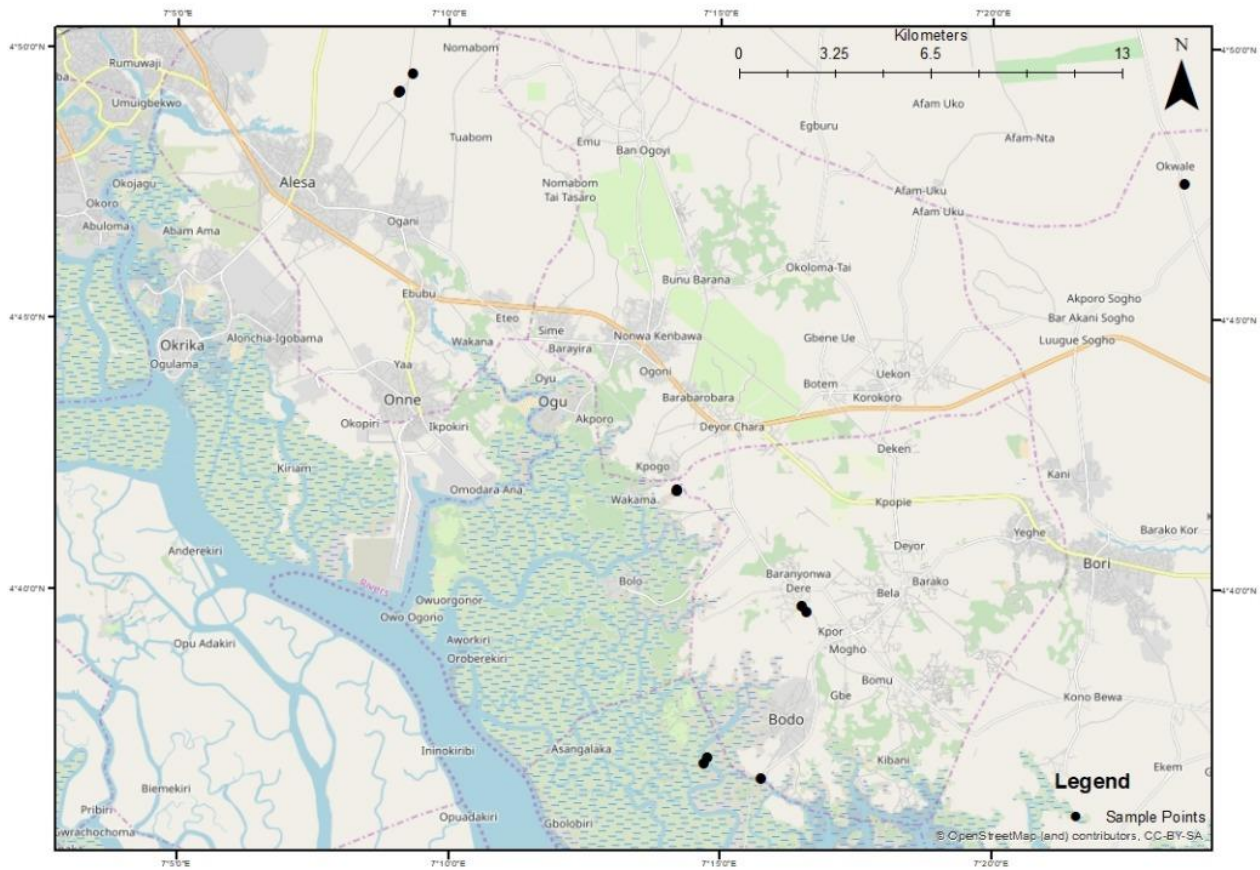 7°5'0"E 7°10'0"E 7°15'0"E 7°20'0"E
4°50'0"N 4°50'0"N
Kilometers
0 3.25 6.5 13
N
Nomabom
Rumuwaji
Umuigbekwo
Afam Uko
Egburu
Tuabom
Emu
Ban Ogoyi
Afam-Nta
Okwale
Okojagu
Alesa
Nomabom
Tai Tasaro
Afam-Uku
Okoro
Afam Uku
Abuloma
Ogani
Abam Ama
Okoloma-Tai
Bunu Barana
Ebubu
Akporo Sogho
4°45'0"N 4°45'0"N
Eteo
Bar Akani Sogho
Sime
Alonchia-Igobama
Wakana
Nonwa Kenbawa
Gbene Ue
Luugue Sogho
Okrika
Barayira
Ogulama
Yaa
Ogoni
Oyu
Uekon
Botem
Onne
Ogu
Barabarobara
Korokoro
Akporo
Okopiri
Ikpokiri
Deyor Chara
Deken
Kpogo
Kiriam
Kani
Omodara Ana
Wakama
Kpopie
Barako Kor
Yeghe
Deyor
Anderekiri
Bori
Baranyonwa
Dere
Bolo
Barako
4°40'0"N 4°40'0"N
Rivers
Bela
Owuorgonor
Owo Ogono
Kpor
Opu Adakiri
Aworkiri
Mogho
Oroberekiri
Bomu
Gbe
Kono Bewa
Bodo
Ininokiribi
Asangalaka
Kibani
Ekem
Biemekiri
Legend
Pribiri
Opuadakiri
Sample Points
Gbolobiri
Gwrachochoma
© OpenStreetMap (and) contributors, CC-BY-SA
7°5'0"E 7°10'0"E 7°15'0"E 7°20'0"E